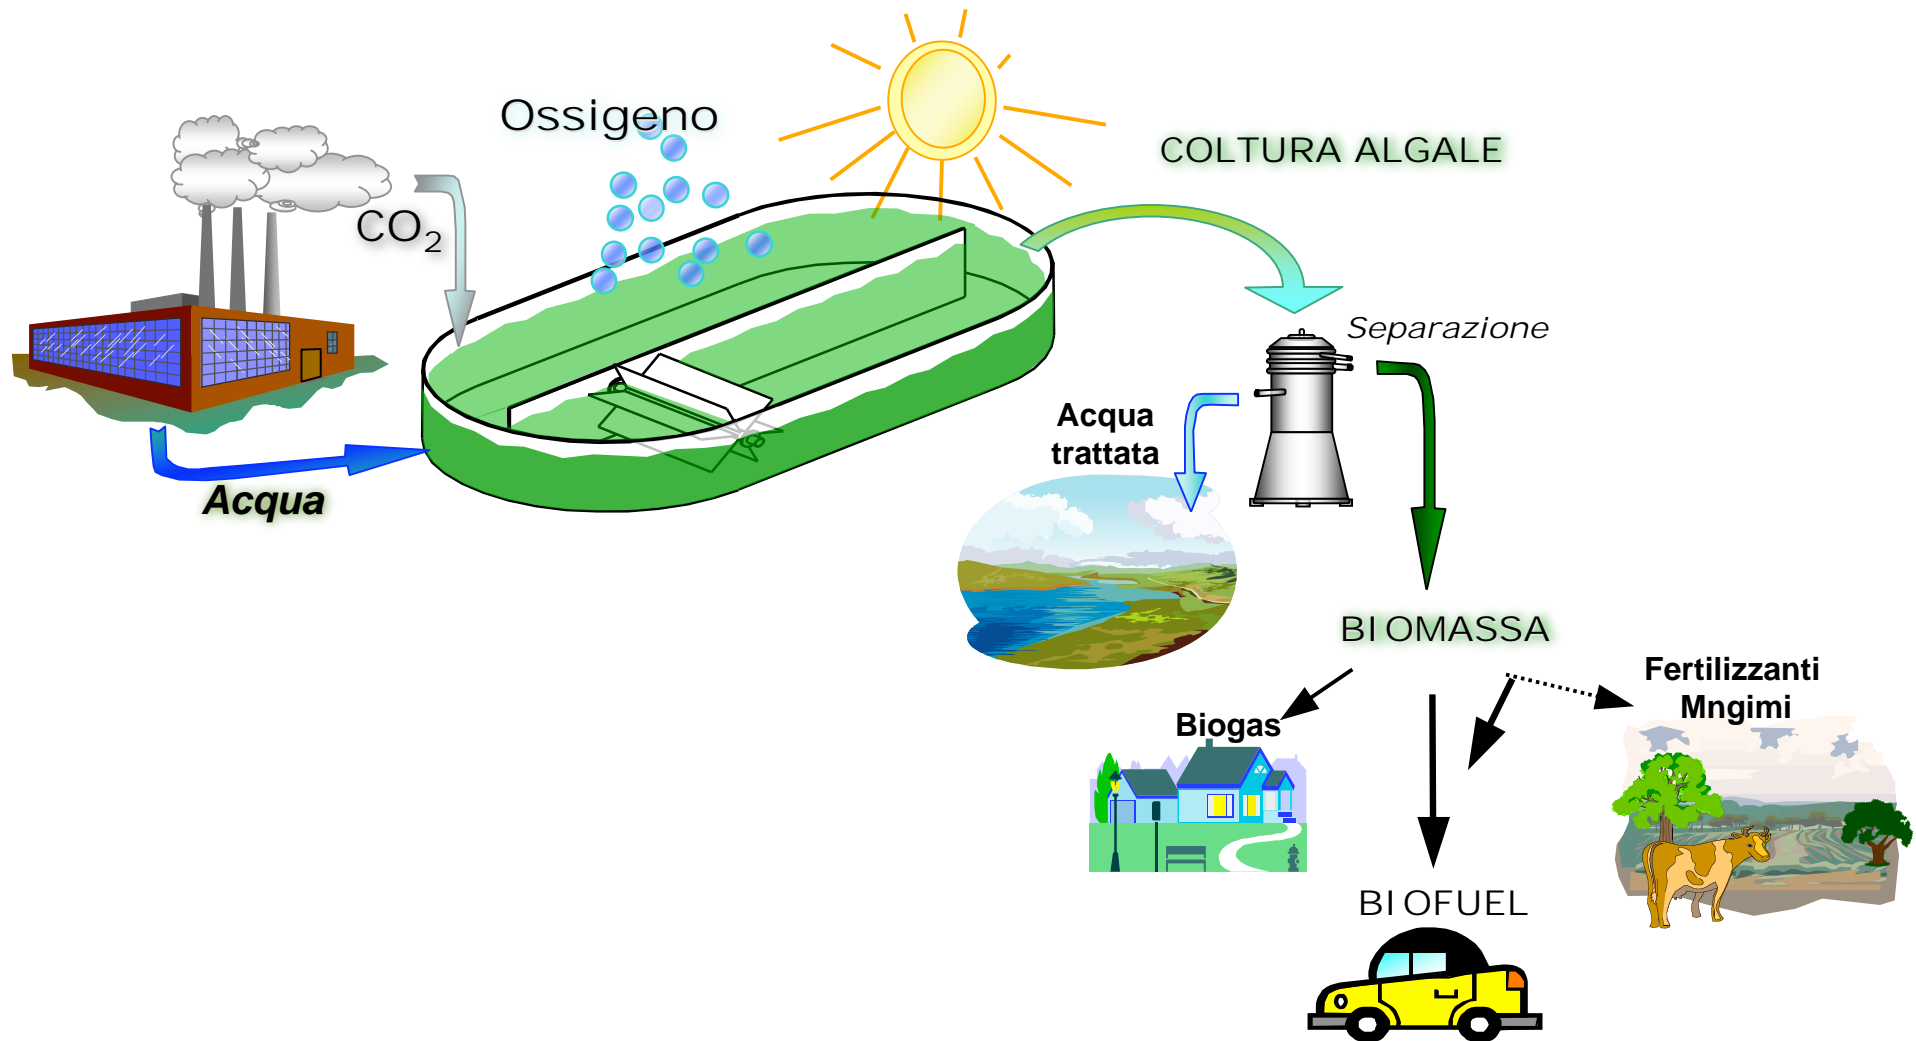 Ossigeno
COLTURA ALGALE
CO₂
Separazione
Acqua
trattata
Acqua
BIOMASSA
Fertilizzanti
Mngimi
Biogas
BIOFUEL